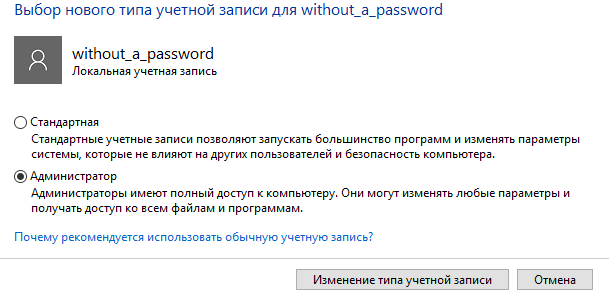 Выбор нового типа учетной записи для without_a_password
without_a_password
Локальная учетная запись
Стандартная
Стандартные учетные записи позволяют запускать большинство программ и изменять параметры
системы, которые не влияют на других пользователей и безопасность компьютера.
Администратор
Администраторы имеют полный доступ к компьютеру. Они могут изменять любые параметры и
получать доступ ко всем файлам и программам.
Почему рекомендуется использовать обычную учетную запись?
Изменение типа учетной записи
Отмена